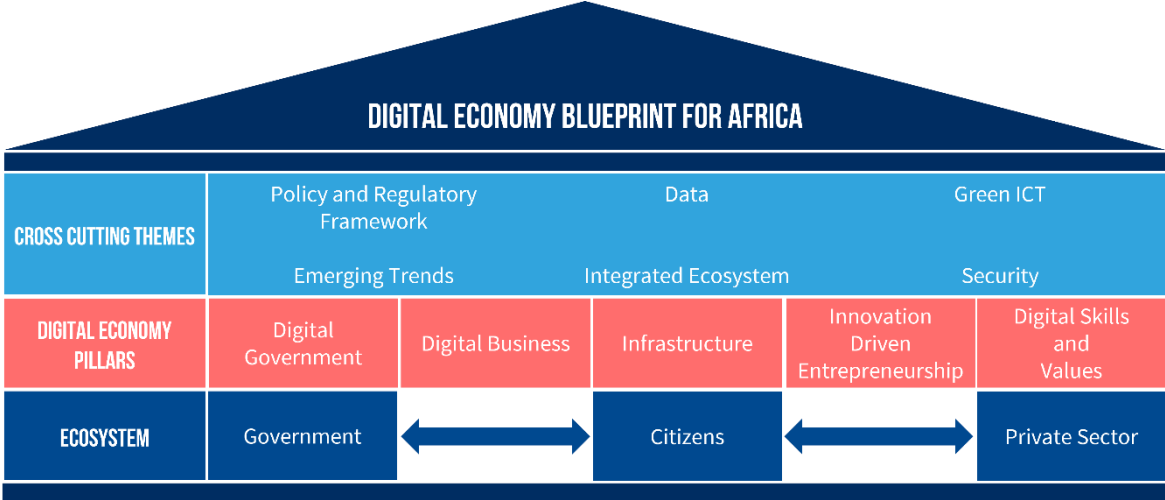 DIGITAL ECONOMY BLUEPRINT FOR AFRICA
CROSS CUTTING THEMES
Policy and Regulatory
Framework
Data
Green ICT
Emerging Trends
Integrated Ecosystem
Security
DIGITAL ECONOMY
PILLARS
Digital
Government
Digital Business
Infrastructure
Innovation
Driven
Entrepreneurship
Digital Skills
and
Values
ECOSYSTEM
Government
Citizens
Private Sector